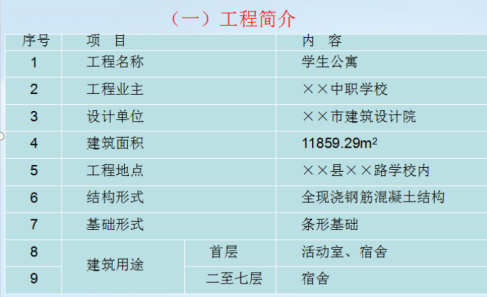 （一）工程简介
序号 项 目 内 容
1 工程名称 学生公寓
2 工程业主 ××中职学校
3 设计单位 ××市建筑设计院
4 建筑面积 11859.29m²
5 工程地点 ××县××路学校内
6 结构形式 全现浇钢筋混凝土结构
7 基础形式 条形基础
8 建筑用途 首层 活动室、宿舍
9 二至七层 宿舍